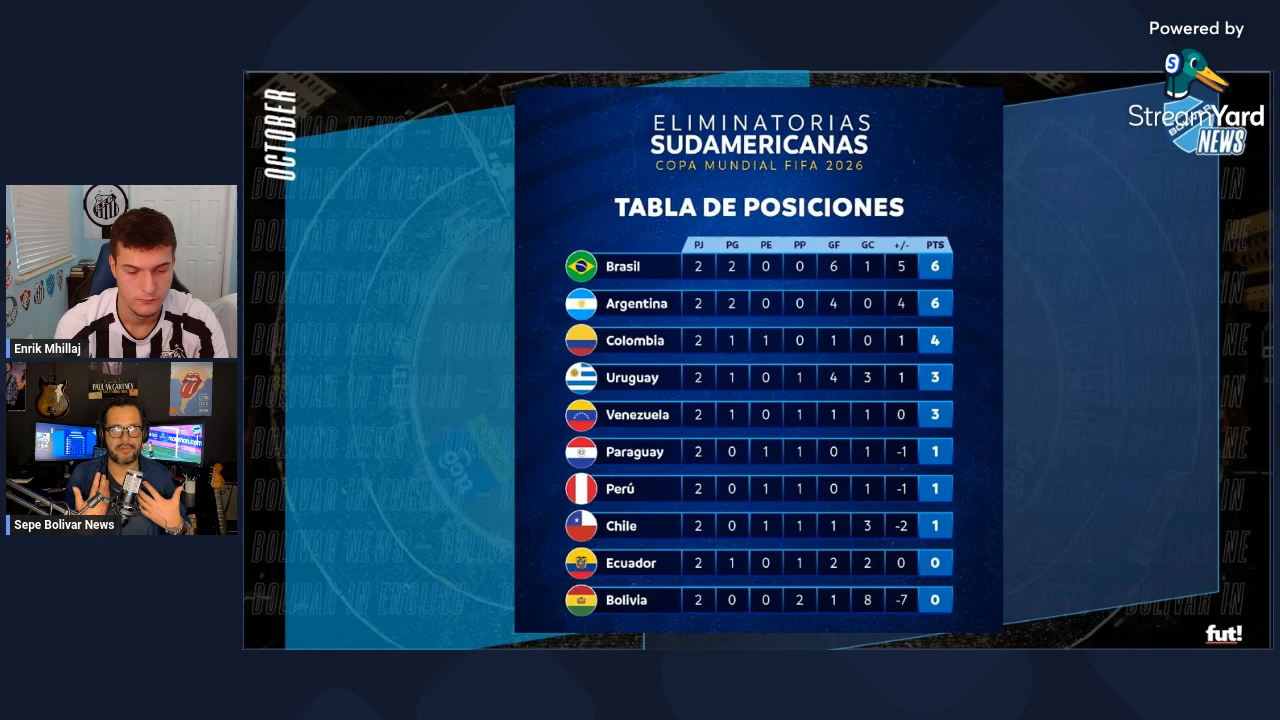 Powered by
StreamYard
NEWS
OCTOBER
ELIMINATORIAS
SUDAMERICANAS
COPA MUNDIAL FIFA 2026
TABLA DE POSICIONES
PJ PG PE PP GF GC +/- PTS
Brasil 2 2 0 0 6 1 5 6
Argentina 2 2 0 0 4 0 4 6
Colombia 2 1 1 0 1 0 1 4
Uruguay 2 1 0 1 4 3 1 3
Venezuela 2 1 0 1 1 1 0 3
Paraguay 2 0 1 1 0 1 -1 1
Perú 2 0 1 1 0 1 -1 1
Chile 2 0 1 1 1 3 -2 1
Ecuador 2 1 0 1 2 2 0 0
Bolivia 2 0 0 2 1 8 -7 0
Enrik Mhillaj
PAUL McCARTNEY
Sepe Bolivar News
fut!